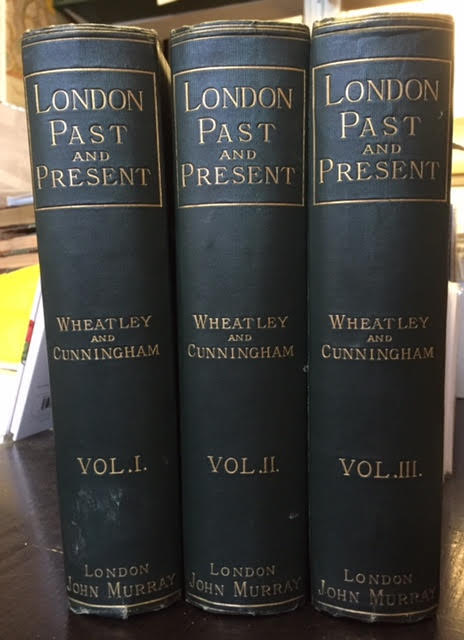 LONDON
PAST
AND
PRESENT
WHEATLEY
AND
CUNNINGHAM
VOL.I.
LONDON
JOHN MURRAY
LONDON
PAST
AND
PRESENT
WHEATLEY
AND
CUNNINGHAM
VOL.II.
LONDON
JOHN MURRAY
LONDON
PAST
AND
PRESENT
WHEATLEY
AND
CUNNINGHAM
VOL.III.
LONDON
JOHN MURRAY